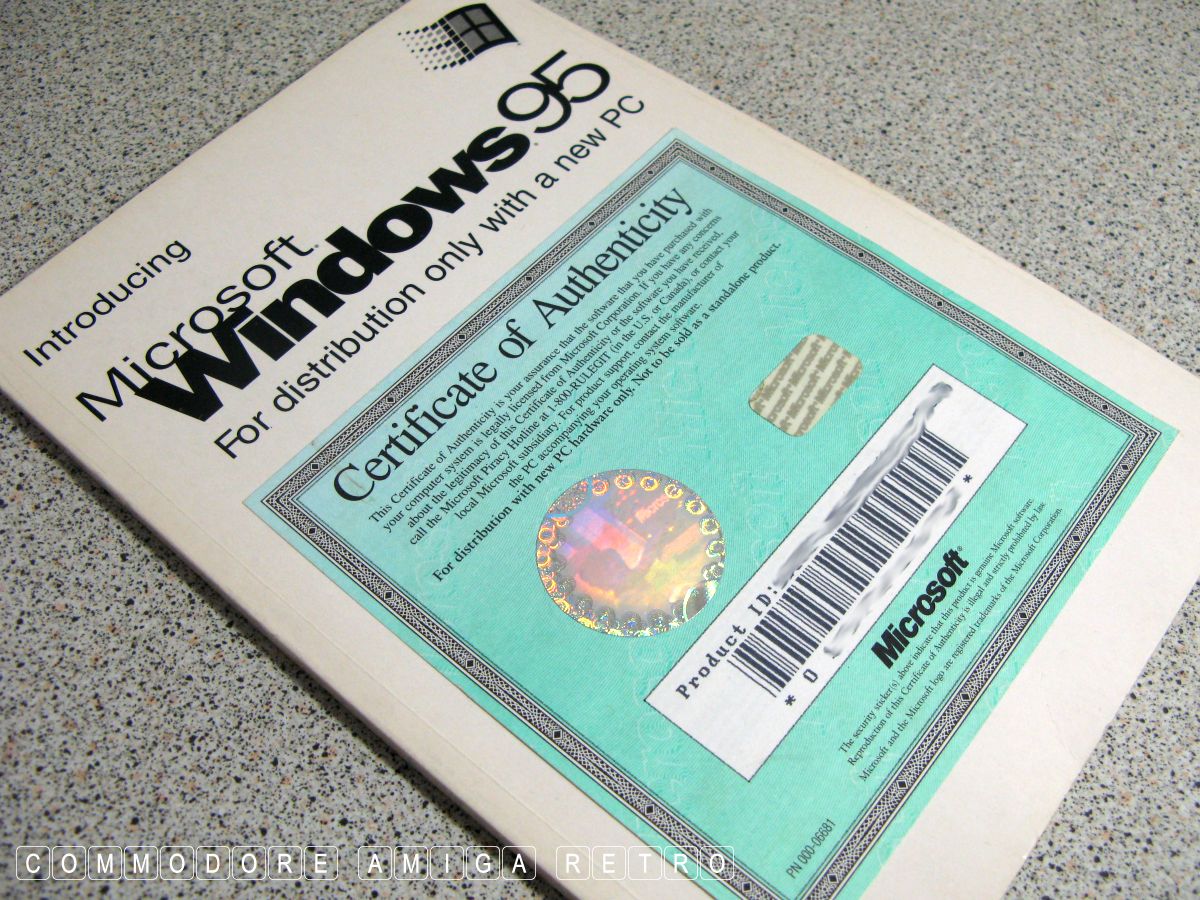 Introducing
Microsoft
Windows 95
For distribution only with a new PC
Certificate of Authenticity
This Certificate of Authenticity is your assurance that the software that you have purchased with
your computer system is legally licensed from Microsoft Corporation. If you have any concerns
about the legitimacy of this Certificate of Authenticity or the software you have received,
call the Microsoft Piracy Hotline at 1-800-RULEGIT (in the U.S. or Canada), or contact your
local Microsoft subsidiary. For product support, contact the manufacturer of
the PC accompanying your operating system software.
For distribution with new PC hardware only. Not to be sold as a standalone product.
Product ID:
* 0 *
Microsoft®
The security sticker(s) above indicate that this product is genuine Microsoft software.
Reproduction of this Certificate of Authenticity is illegal and strictly prohibited by law.
Microsoft and the Microsoft logo are registered trademarks of the Microsoft Corporation.
PN 000-06681
COMMODORE AMIGA RETRO